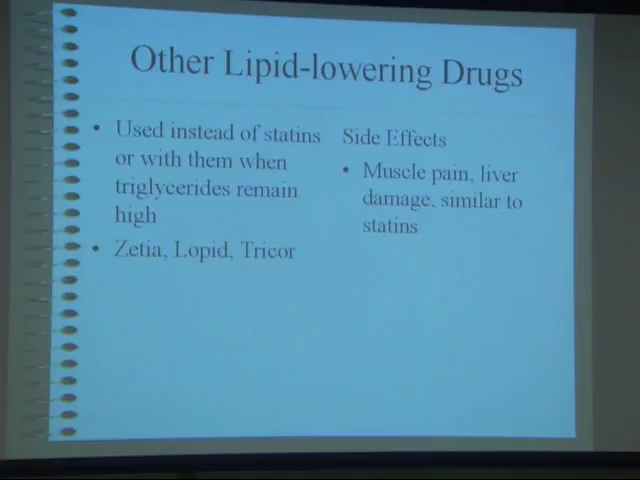 Other Lipid-lowering Drugs
• Used instead of statins
or with them when
triglycerides remain
high
• Zetia, Lopid, Tricor
Side Effects
• Muscle pain, liver
damage, similar to
statins